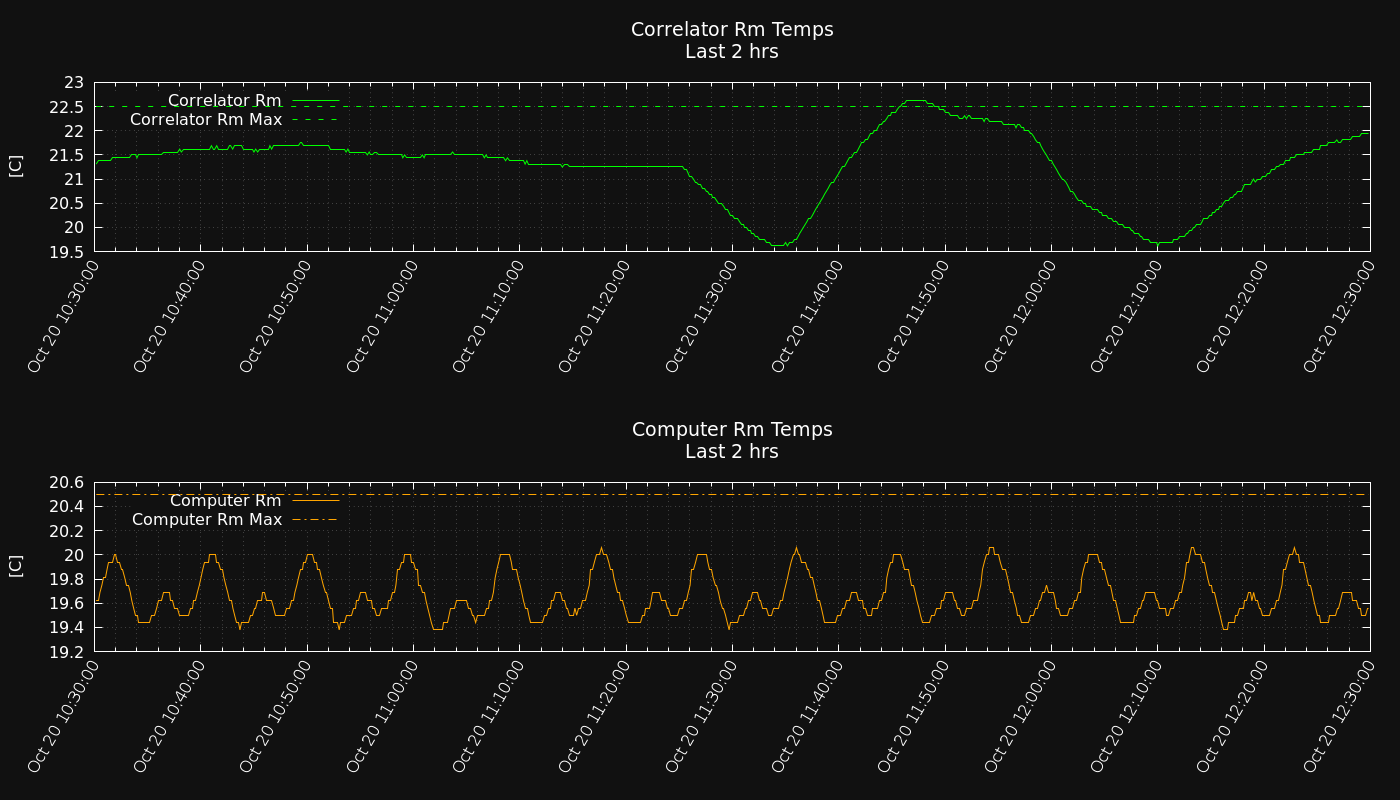 Correlator Rm Temps
Last 2 hrs
23
22.5
22
21.5
21
20.5
20
19.5
[C]
Correlator Rm
Correlator Rm Max
Oct 20 10:30:00
Oct 20 10:40:00
Oct 20 10:50:00
Oct 20 11:00:00
Oct 20 11:10:00
Oct 20 11:20:00
Oct 20 11:30:00
Oct 20 11:40:00
Oct 20 11:50:00
Oct 20 12:00:00
Oct 20 12:10:00
Oct 20 12:20:00
Oct 20 12:30:00
Computer Rm Temps
Last 2 hrs
20.6
20.4
20.2
20
19.8
19.6
19.4
19.2
[C]
Computer Rm
Computer Rm Max
Oct 20 10:30:00
Oct 20 10:40:00
Oct 20 10:50:00
Oct 20 11:00:00
Oct 20 11:10:00
Oct 20 11:20:00
Oct 20 11:30:00
Oct 20 11:40:00
Oct 20 11:50:00
Oct 20 12:00:00
Oct 20 12:10:00
Oct 20 12:20:00
Oct 20 12:30:00